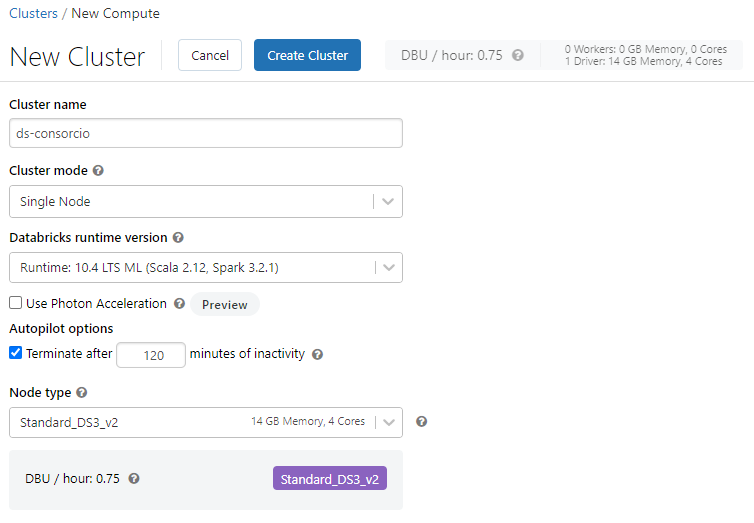 Clusters / New Compute
New Cluster
Cancel
Create Cluster
DBU / hour: 0.75
0 Workers: 0 GB Memory, 0 Cores
1 Driver: 14 GB Memory, 4 Cores
Cluster name
ds-consorcio
Cluster mode
Single Node
Databricks runtime version
Runtime: 10.4 LTS ML (Scala 2.12, Spark 3.2.1)
Use Photon Acceleration Preview
Autopilot options
Terminate after 120 minutes of inactivity
Node type
Standard_DS3_v2 14 GB Memory, 4 Cores
DBU / hour: 0.75 Standard_DS3_v2